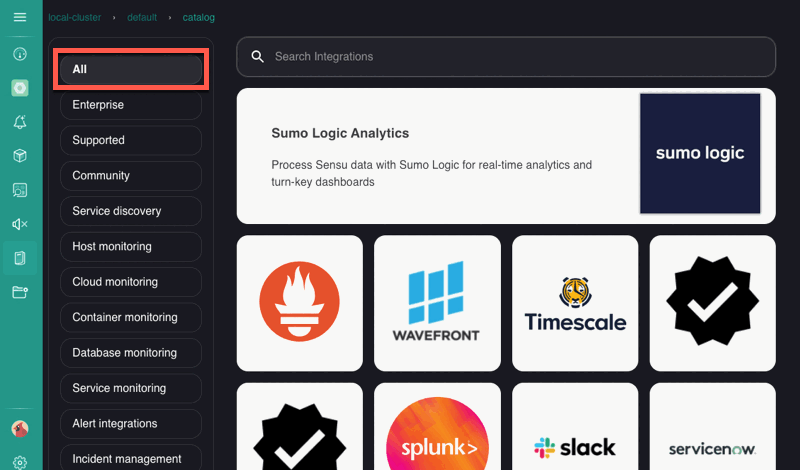 local-cluster › default › catalog
All
Enterprise
Supported
Community
Service discovery
Host monitoring
Cloud monitoring
Container monitoring
Database monitoring
Service monitoring
Alert integrations
Incident management
Search Integrations
Sumo Logic Analytics
Process Sensu data with Sumo Logic for real-time analytics and
turn-key dashboards
sumo logic
WAVEFRONT
Timescale
splunk>
slack
servicenow